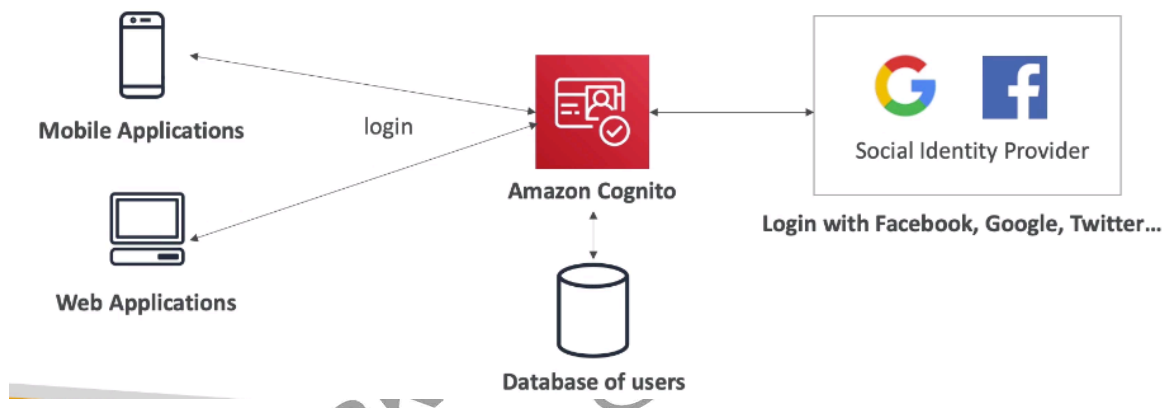 Mobile Applications
login
Social Identity Provider
Amazon Cognito
Login with Facebook, Google, Twitter...
Web Applications
Database of users